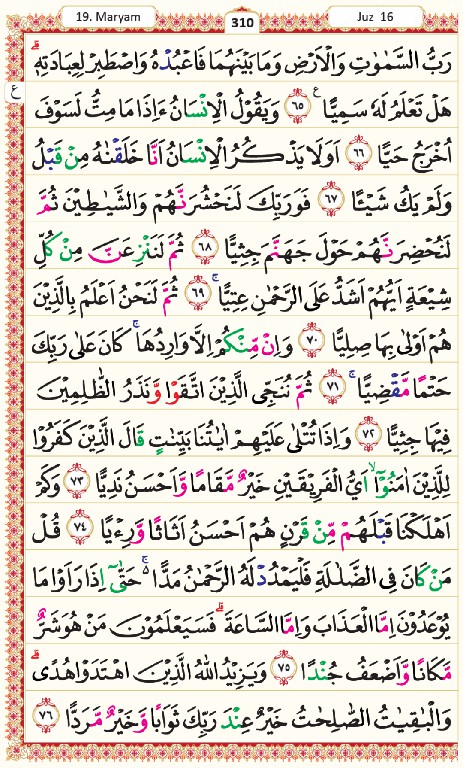 19. Maryam 310 Juz 16
رَبُّ السَّمٰوٰتِ وَالْاَرْضِ وَمَا بَيْنَهُمَا فَاعْبُدْهُ وَاصْطَبِرْ لِعِبَادَتِهٖ ۗ
ع
هَلْ تَعْلَمُ لَهٗ سَمِيًّا ࣖ ٦٥ وَيَقُوْلُ الْاِنْسَانُ ءَاِذَا مَا مِتُّ لَسَوْفَ
اُخْرَجُ حَيًّا ٦٦ اَوَلَا يَذْكُرُ الْاِنْسَانُ اَنَّا خَلَقْنٰهُ مِنْ قَبْلُ
وَلَمْ يَكُ شَيْـًٔا ٦٧ فَوَرَبِّكَ لَنَحْشُرَنَّهُمْ وَالشَّيٰطِيْنَ ثُمَّ
لَنُحْضِرَنَّهُمْ حَوْلَ جَهَنَّمَ جِثِيًّا ٦٨ ثُمَّ لَنَنْزِعَنَّ مِنْ كُلِّ
شِيْعَةٍ اَيُّهُمْ اَشَدُّ عَلَى الرَّحْمٰنِ عِتِيًّا ۚ ٦٩ ثُمَّ لَنَحْنُ اَعْلَمُ بِالَّذِيْنَ
هُمْ اَوْلٰى بِهَا صِلِيًّا ٧٠ وَاِنْ مِّنْكُمْ اِلَّا وَارِدُهَا ۚ كَانَ عَلٰى رَبِّكَ
حَتْمًا مَّقْضِيًّا ۚ ٧١ ثُمَّ نُنَجِّى الَّذِيْنَ اتَّقَوْا وَّنَذَرُ الظّٰلِمِيْنَ
فِيْهَا جِثِيًّا ٧٢ وَاِذَا تُتْلٰى عَلَيْهِمْ اٰيٰتُنَا بَيِّنٰتٍ قَالَ الَّذِيْنَ كَفَرُوْا
لِلَّذِيْنَ اٰمَنُوْٓا ۙ اَيُّ الْفَرِيْقَيْنِ خَيْرٌ مَّقَامًا وَّاَحْسَنُ نَدِيًّا ٧٣ وَكَمْ
اَهْلَكْنَا قَبْلَهُمْ مِّنْ قَرْنٍ هُمْ اَحْسَنُ اَثَاثًا وَّرِءْيًا ٧٤ قُلْ
مَنْ كَانَ فِى الضَّلٰلَةِ فَلْيَمْدُدْ لَهُ الرَّحْمٰنُ مَدًّا ەۚ حَتّٰىٓ اِذَا رَاَوْا مَا
يُوْعَدُوْنَ اِمَّا الْعَذَابَ وَاِمَّا السَّاعَةَ ۗ فَسَيَعْلَمُوْنَ مَنْ هُوَ شَرٌّ
مَّكَانًا وَّاَضْعَفُ جُنْدًا ٧٥ وَيَزِيْدُ اللّٰهُ الَّذِيْنَ اهْتَدَوْا هُدًى ۗ
وَالْبٰقِيٰتُ الصّٰلِحٰتُ خَيْرٌ عِنْدَ رَبِّكَ ثَوَابًا وَّخَيْرٌ مَّرَدًّا ٧٦